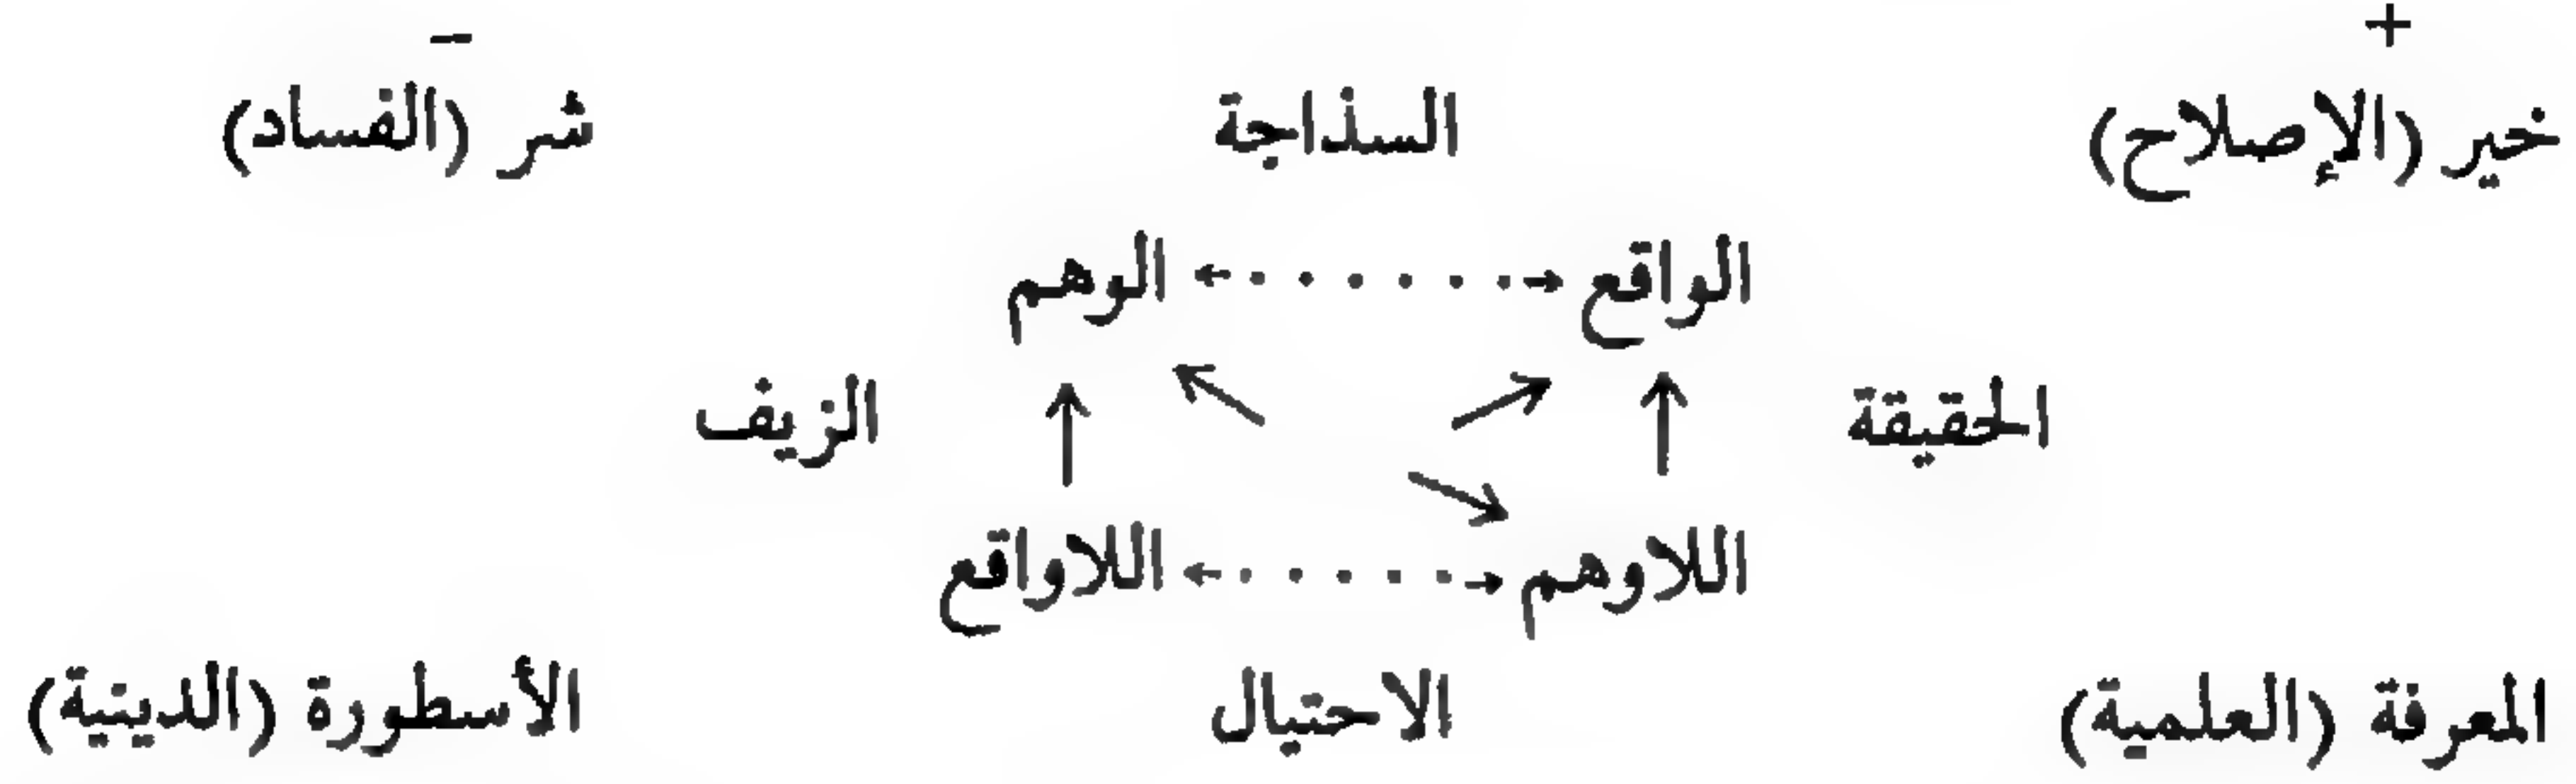 + −
خير (الإصلاح) السذاجة شر (الفساد)
الواقع الوهم
الحقيقة الزيف
اللاوهم اللاواقع
المعرفة (العلمية) الاحتيال الأسطورة (الدينية)